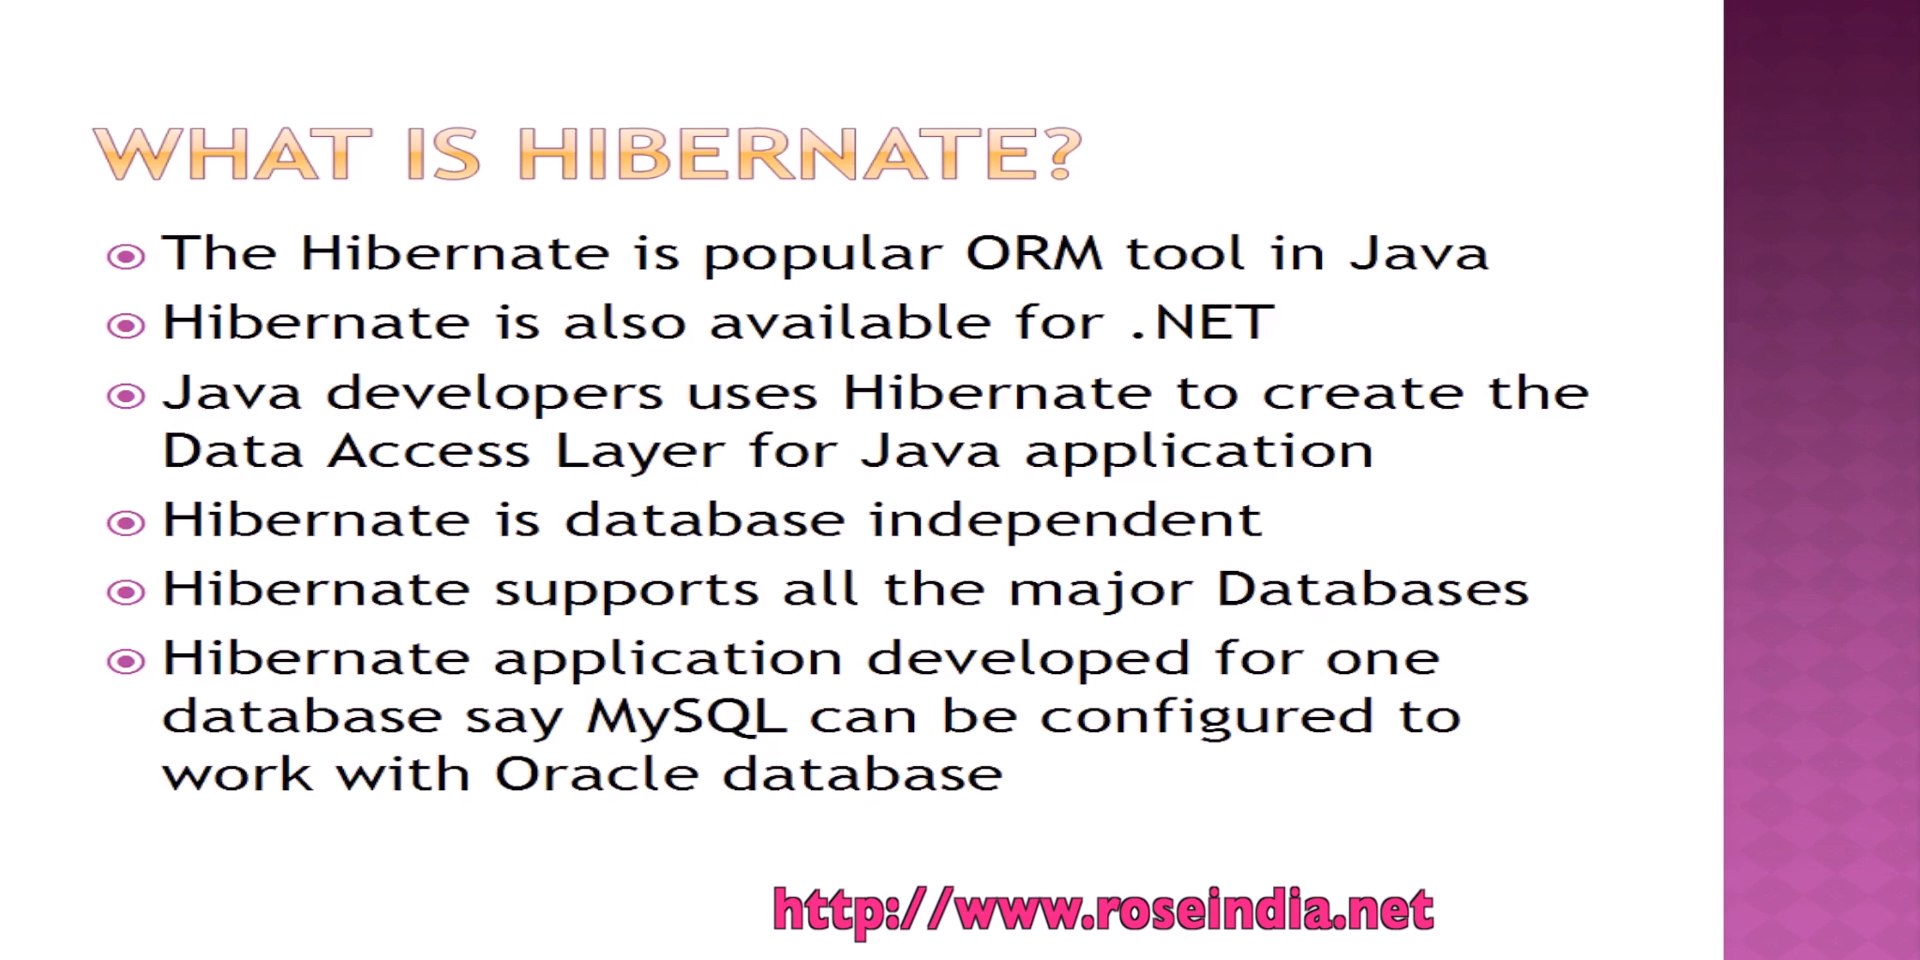 WHAT IS HIBERNATE?
The Hibernate is popular ORM tool in Java
Hibernate is also available for .NET
Java developers uses Hibernate to create the
Data Access Layer for Java application
Hibernate is database independent
Hibernate supports all the major Databases
Hibernate application developed for one
database say MySQL can be configured to
work with Oracle database
http://www.roseindia.net